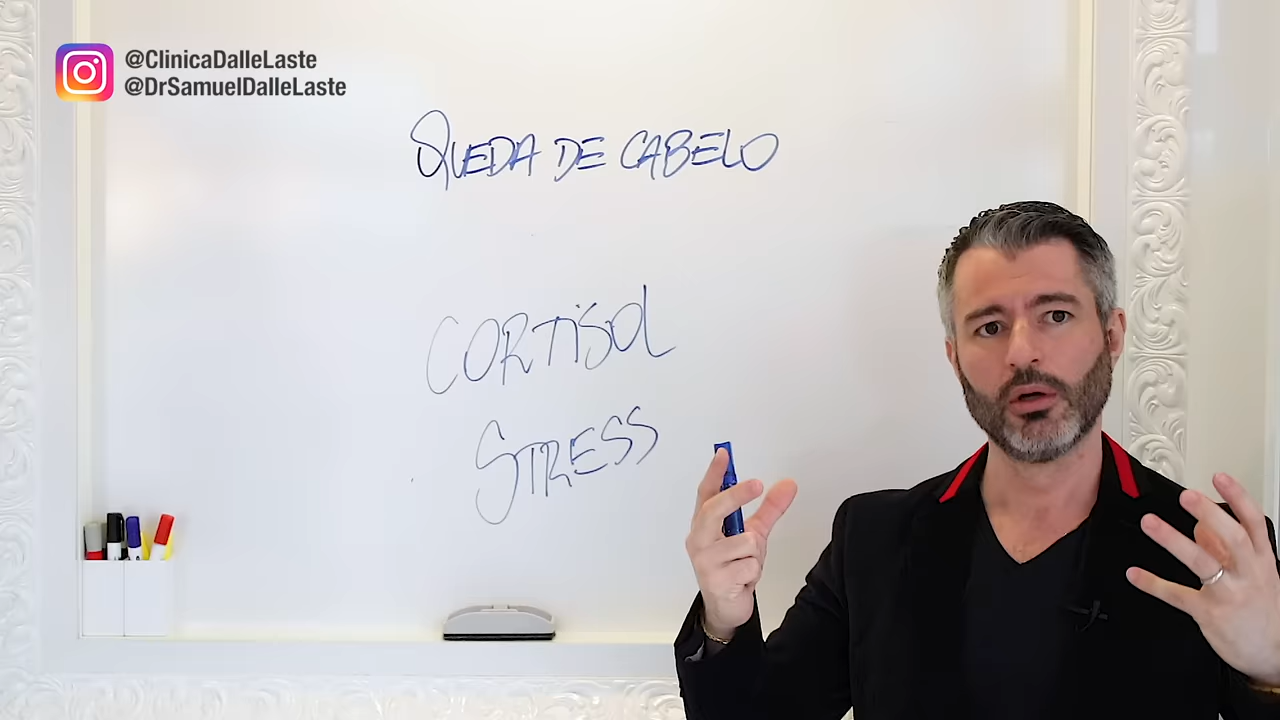 @ClinicaDalleLaste
@DrSamuelDalleLaste
QUEDA DE CABELO
CORTISOL
STRESS